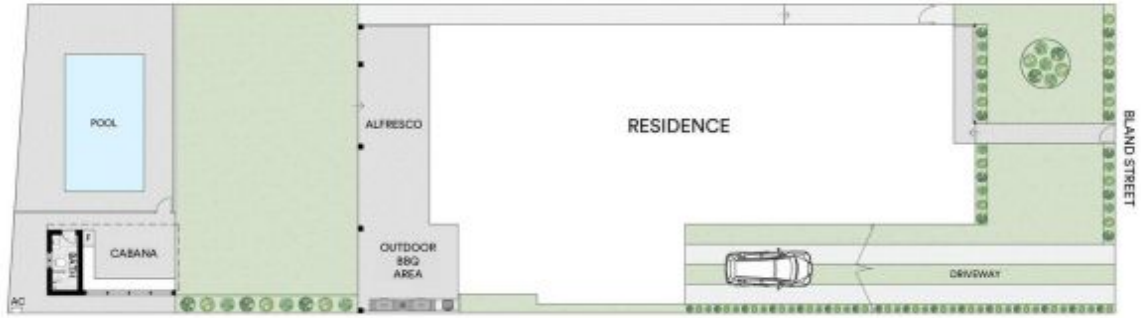 POOL
ALFRESCO
RESIDENCE
BLAND STREET
F
BATH
CABANA
OUTDOOR
BBQ
AREA
DRIVEWAY
AC